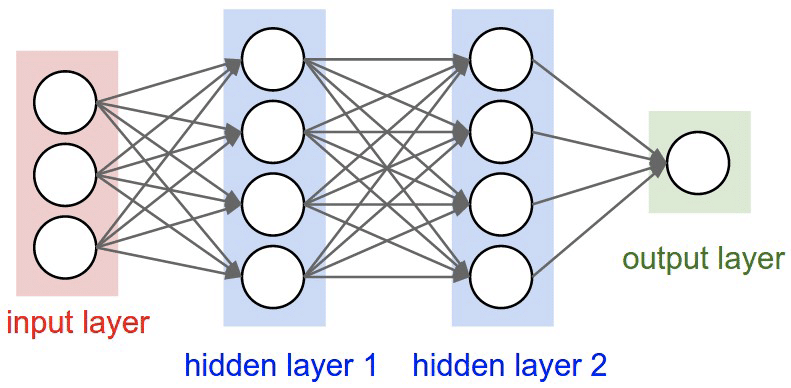 input layer
hidden layer 1
hidden layer 2
output layer